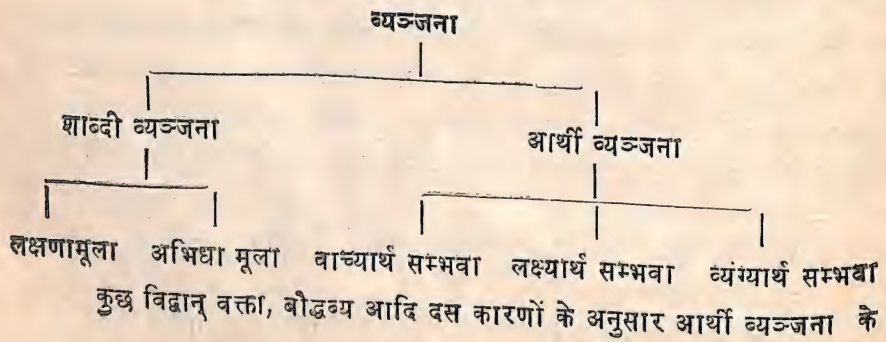 व्यञ्जना
शाब्दी व्यञ्जना आर्थी व्यञ्जना
लक्षणामूला अभिधा मूला वाच्यार्थ सम्भवा लक्ष्यार्थ सम्भवा व्यंग्यार्थ सम्भवा
कुछ विद्वान् वक्ता, बौद्धव्य आदि दस कारणों के अनुसार आर्थी व्यञ्जना के